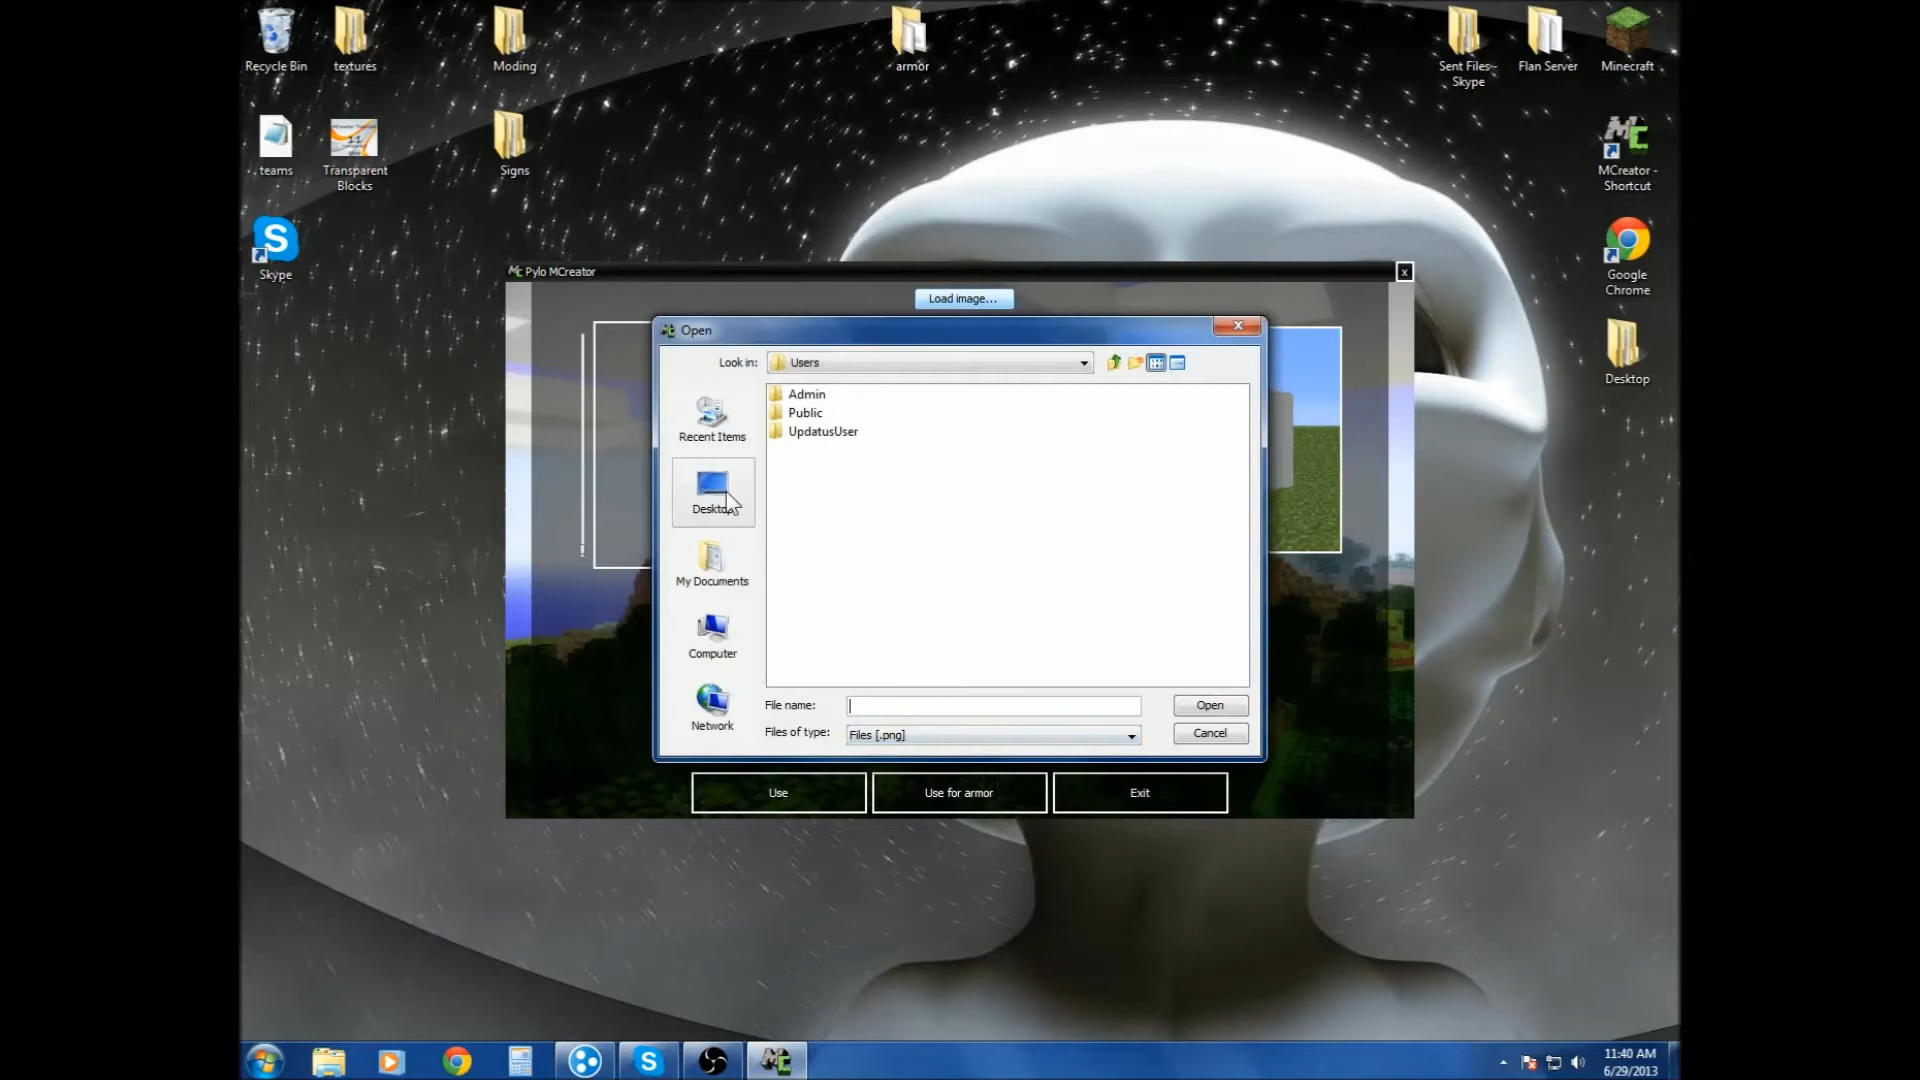 Recycle Bin
textures
Moding
armor
Sent Files -
Skype
Flan Server
Minecraft
teams
Transparent
Blocks
Signs
MCreator -
Shortcut
Skype
Google
Chrome
Desktop
Pylo MCreator
x
Load image...
Open
Look in:
Users
Admin
Public
UpdatusUser
Recent Items
Desktop
My Documents
Computer
Network
File name:
Open
Files of type:
Files [.png]
Cancel
Use
Use for armor
Exit
11:40 AM
6/29/2013